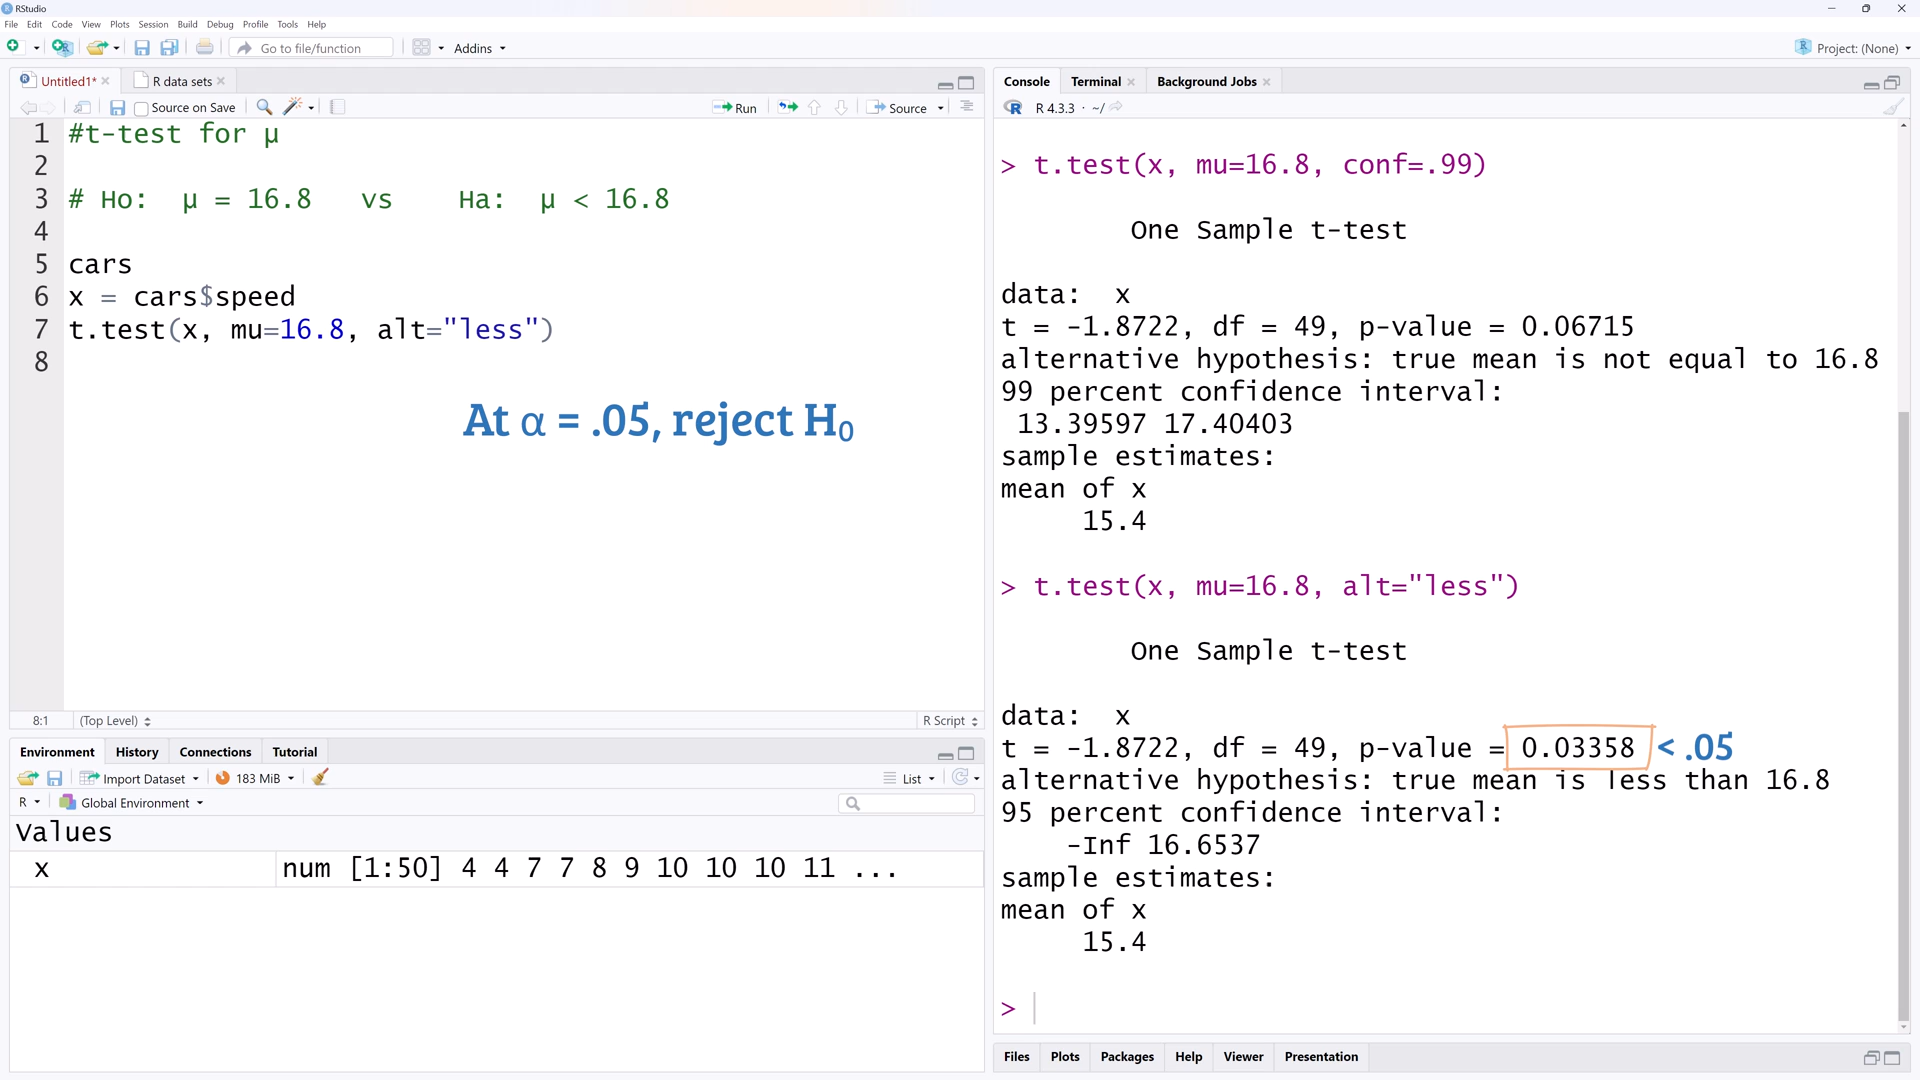 RStudio
File Edit Code View Plots Session Build Debug Profile Tools Help
Go to file/function Addins Project: (None)
Untitled1* R data sets
Source on Save Run Source
1 #t-test for μ
2
3 # Ho: μ = 16.8 vs Ha: μ < 16.8
4
5 cars
6 x = cars$speed
7 t.test(x, mu=16.8, alt="less")
8
At α = .05, reject H₀
8:1 (Top Level) R Script
Environment History Connections Tutorial
Import Dataset 183 MiB List
R Global Environment
Values
x num [1:50] 4 4 7 7 8 9 10 10 10 11 ...
Console Terminal Background Jobs
R 4.3.3 · ~/
> t.test(x, mu=16.8, conf=.99)
One Sample t-test
data: x
t = -1.8722, df = 49, p-value = 0.06715
alternative hypothesis: true mean is not equal to 16.8
99 percent confidence interval:
13.39597 17.40403
sample estimates:
mean of x
15.4
> t.test(x, mu=16.8, alt="less")
One Sample t-test
data: x
t = -1.8722, df = 49, p-value = 0.03358 < .05
alternative hypothesis: true mean is less than 16.8
95 percent confidence interval:
-Inf 16.6537
sample estimates:
mean of x
15.4
>
Files Plots Packages Help Viewer Presentation